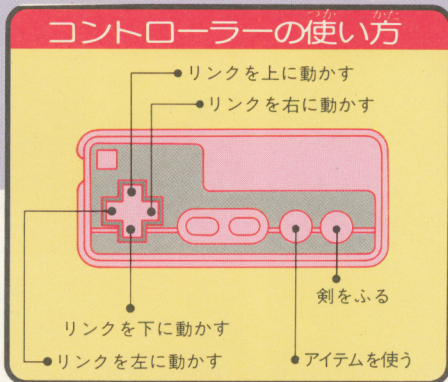 コントローラーの使い方
つか かた
リンクを上に動かす
リンクを右に動かす
剣をふる
リンクを下に動かす
リンクを左に動かす
アイテムを使う